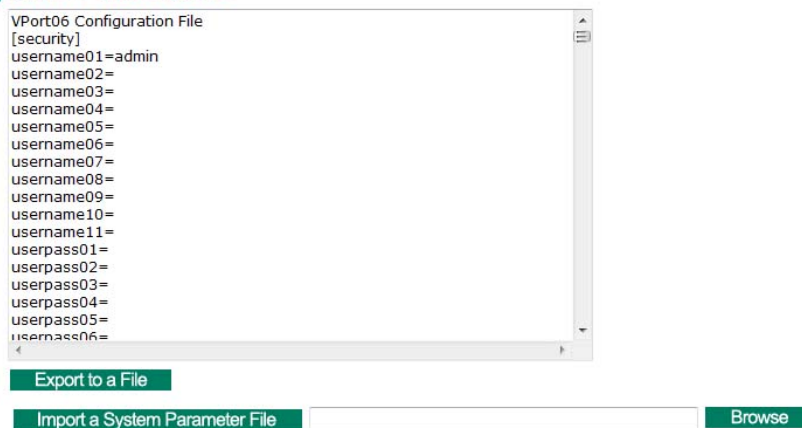 VPort06 Configuration File
[security]
username01=admin
username02=
username03=
username04=
username05=
username06=
username07=
username08=
username09=
username10=
username11=
userpass01=
userpass02=
userpass03=
userpass04=
userpass05=
userpass06=
Export to a File
Import a System Parameter File
Browse